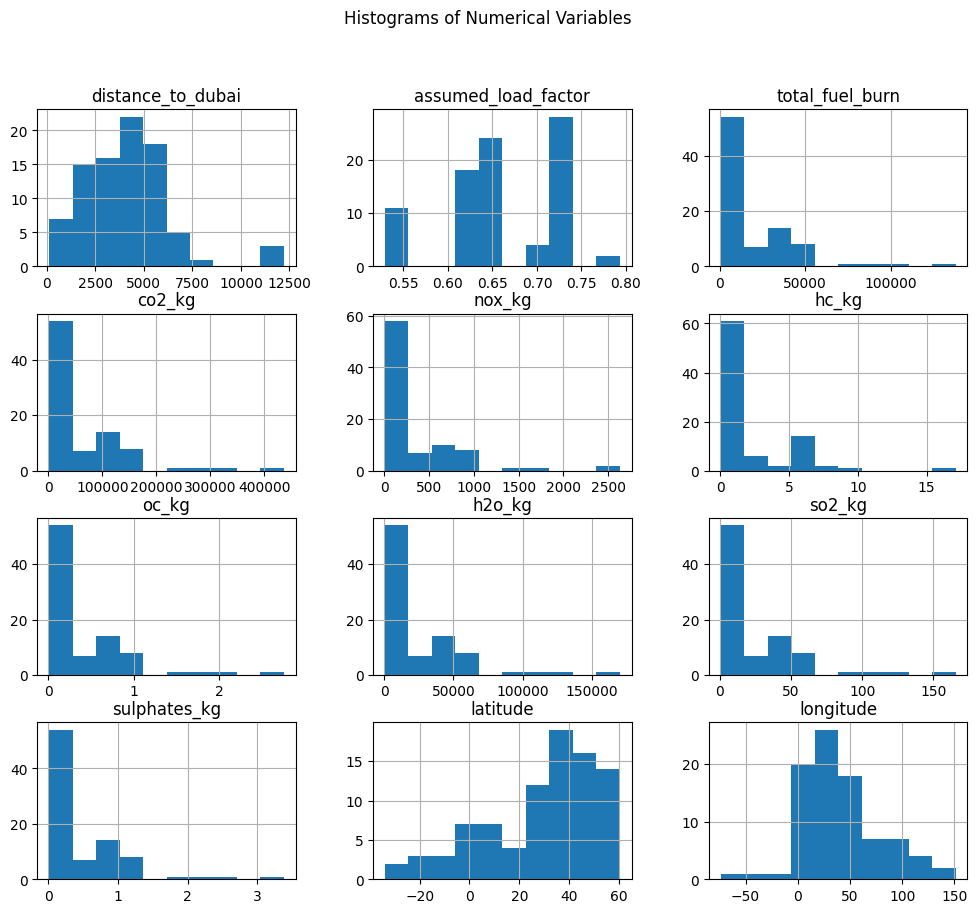 Histograms of Numerical Variables
distance_to_dubai
assumed_load_factor
total_fuel_burn
20
15
10
5
0
0 2500 5000 7500 10000 12500
20
10
0
0.55 0.60 0.65 0.70 0.75 0.80
40
20
0
0 50000 100000
co2_kg
nox_kg
hc_kg
40
20
0
0 100000 200000 300000 400000
60
40
20
0
0 500 1000 1500 2000 2500
60
40
20
0
0 5 10 15
oc_kg
h2o_kg
so2_kg
40
20
0
0 1 2
40
20
0
0 50000 100000 150000
40
20
0
0 50 100 150
sulphates_kg
latitude
longitude
40
20
0
0 1 2 3
15
10
5
0
−20 0 20 40 60
20
10
0
−50 0 50 100 150